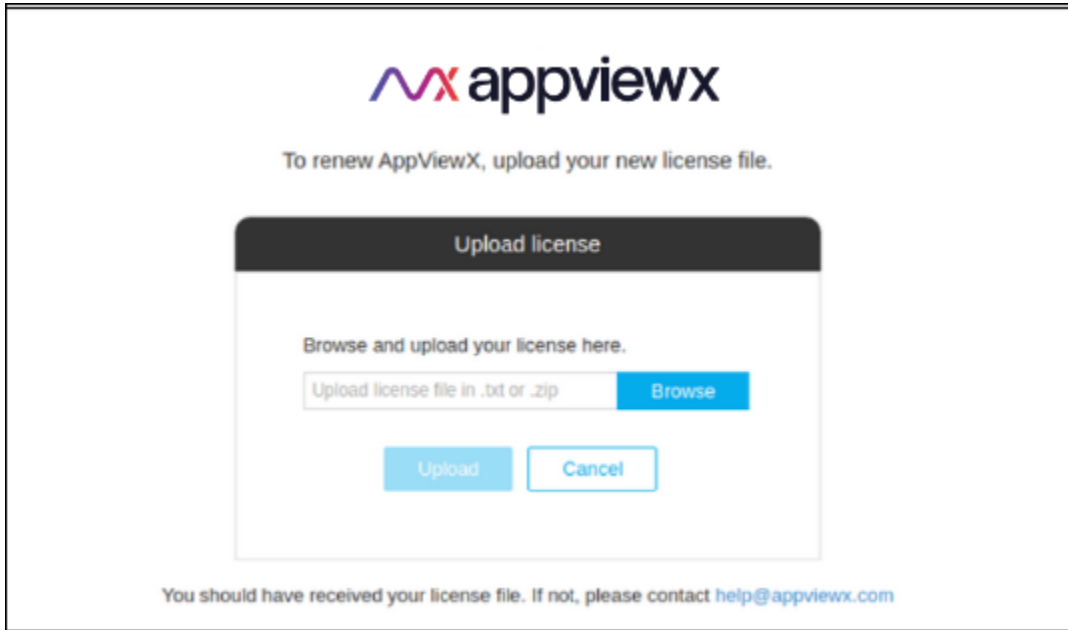 appviewx
To renew AppViewX, upload your new license file.
Upload license
Browse and upload your license here.
Upload license file in .txt or .zip
Browse
Upload
Cancel
You should have received your license file. If not, please contact help@appviewx.com